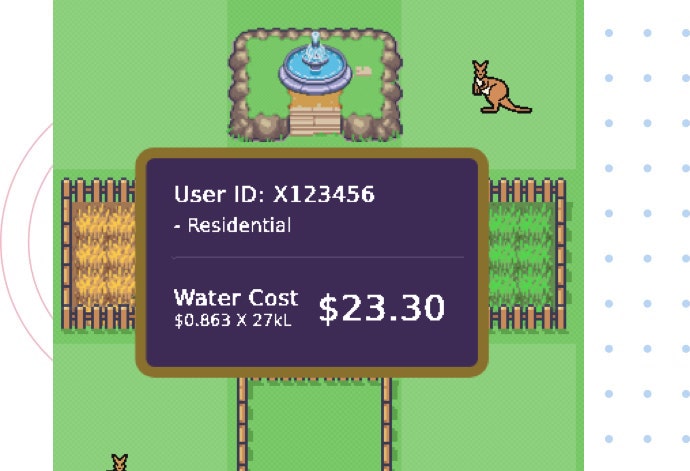 User ID: X123456
- Residential
Water Cost
$0.863 X 27kL
$23.30